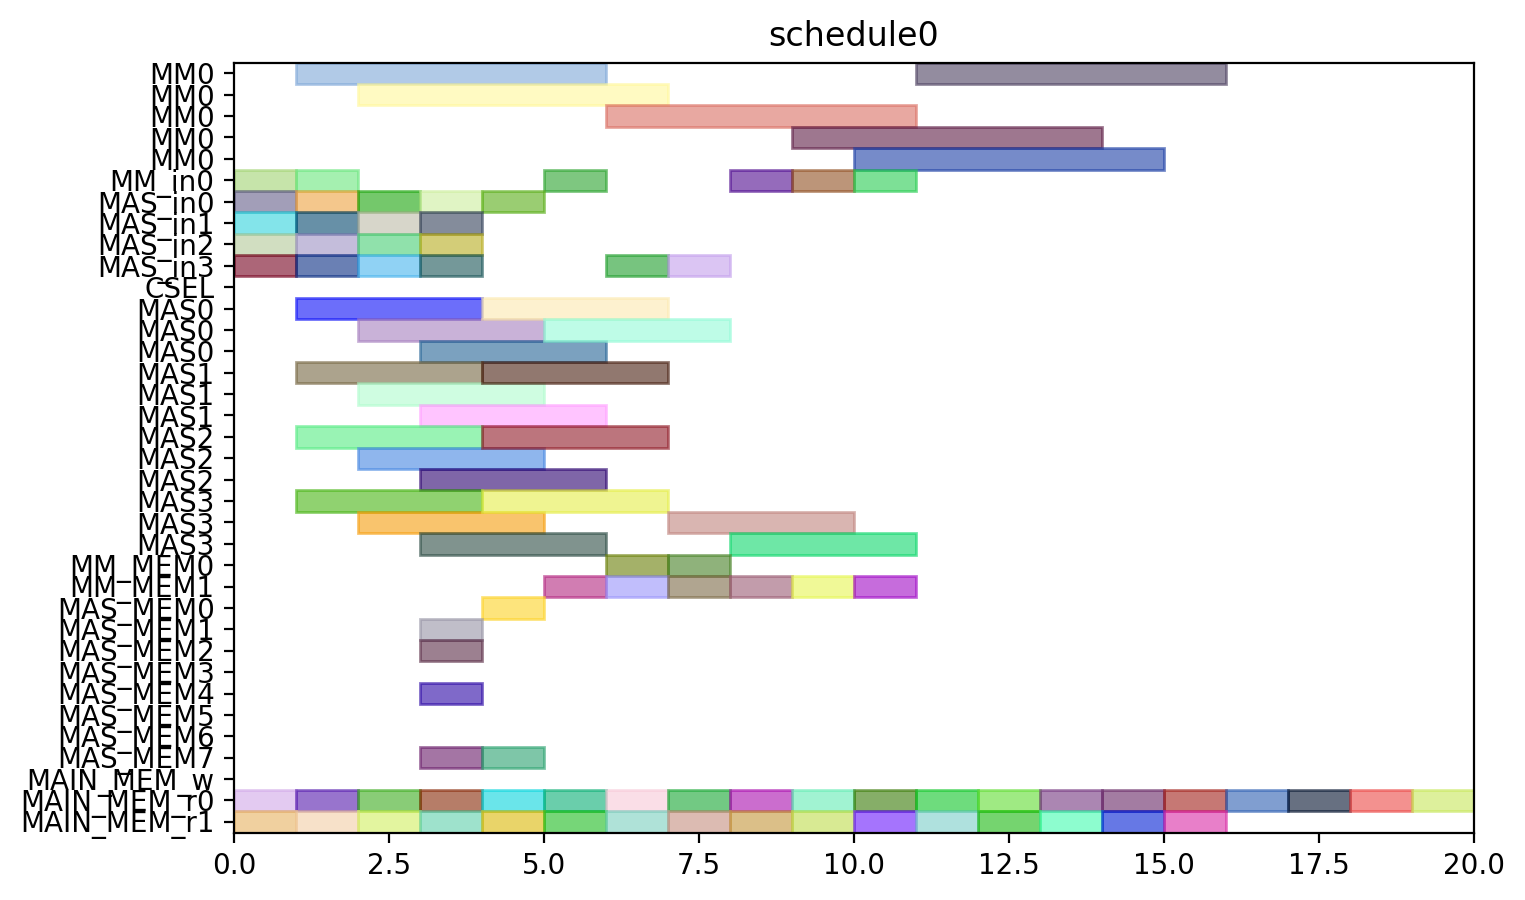 schedule0
MM0
MM0
MM0
MM0
MM0
MM_in0
MAS_in0
MAS_in1
MAS_in2
MAS_in3
CSEL
MAS0
MAS0
MAS0
MAS1
MAS1
MAS1
MAS2
MAS2
MAS2
MAS3
MAS3
MAS3
MM_MEM0
MM_MEM1
MAS_MEM0
MAS_MEM1
MAS_MEM2
MAS_MEM3
MAS_MEM4
MAS_MEM5
MAS_MEM6
MAS_MEM7
MAIN_MEM_w
MAIN_MEM_r0
MAIN_MEM_r1
0.0 2.5 5.0 7.5 10.0 12.5 15.0 17.5 20.0